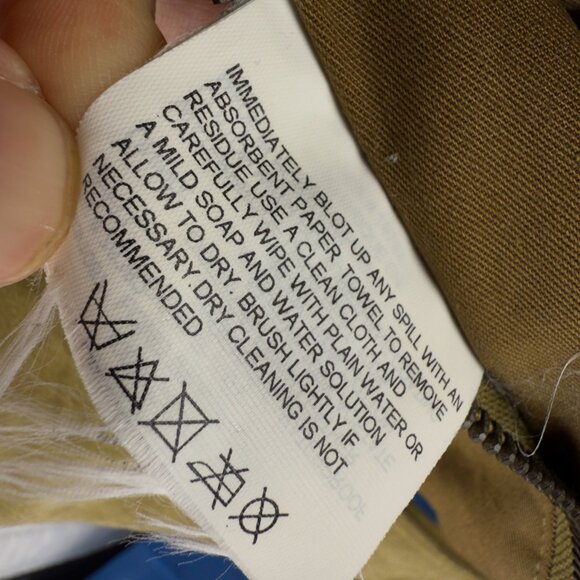 IMMEDIATELY BLOT UP ANY SPILL WITH AN
ABSORBENT PAPER TOWEL TO REMOVE
RESIDUE USE A CLEAN CLOTH AND
CAREFULLY WIPE WITH PLAIN WATER OR
A MILD SOAP AND WATER SOLUTION
ALLOW TO DRY. BRUSH LIGHTLY IF
NECESSARY.DRY CLEANING IS NOT
RECOMMENDED